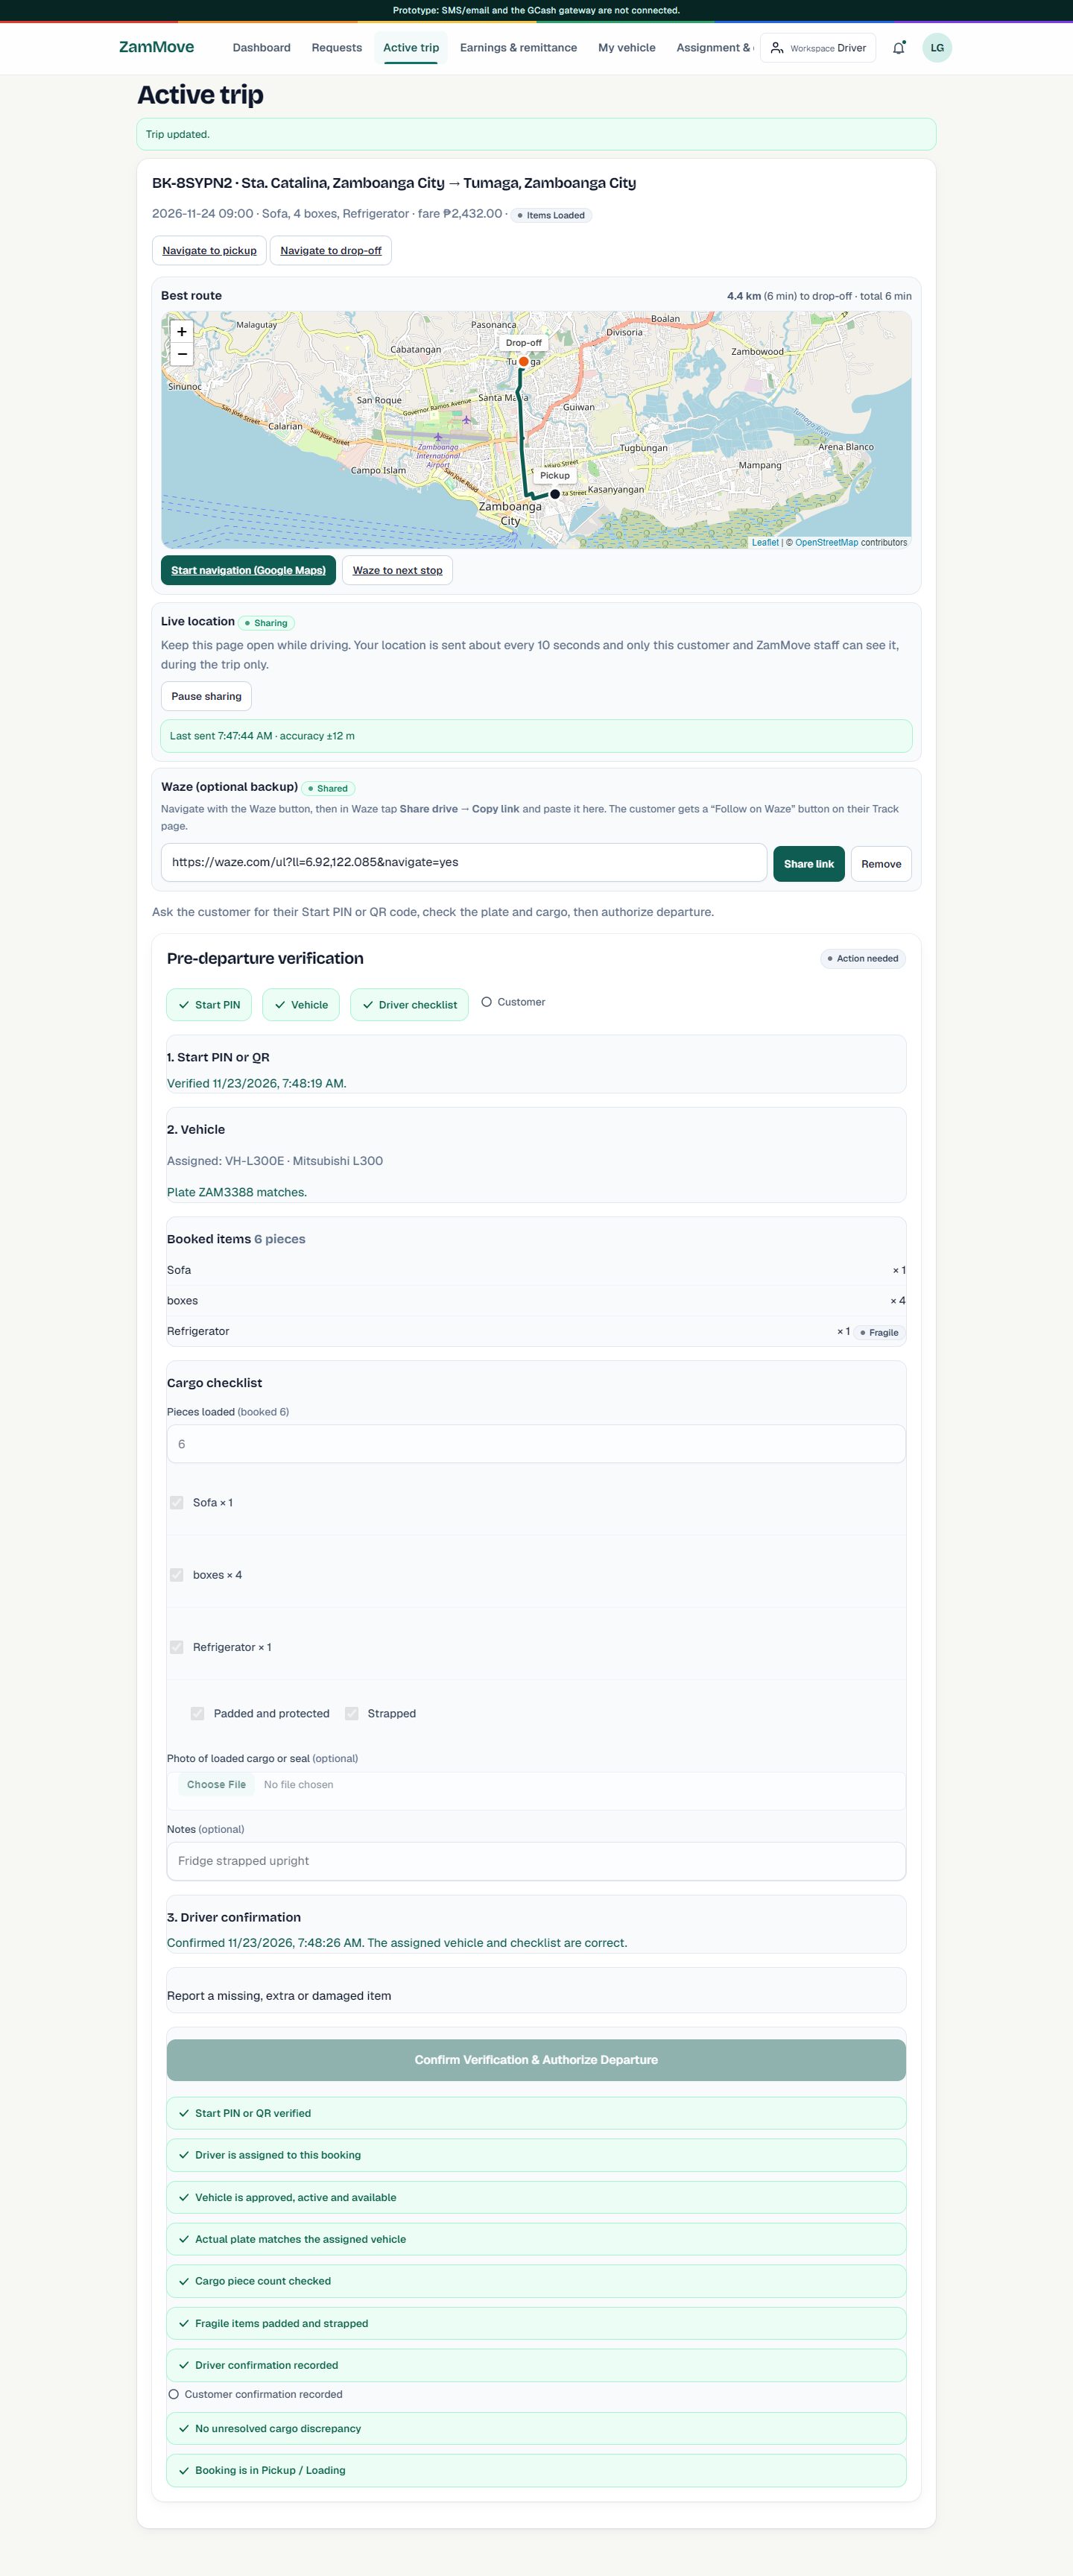 Prototype: SMS/email and the GCash gateway are not connected.
ZamMove
Dashboard
Requests
Active trip
Earnings & remittance
My vehicle
Assignment &
Workspace Driver
LG
Active trip
Trip updated.
BK-8SYPN2 · Sta. Catalina, Zamboanga City → Tumaga, Zamboanga City
2026-11-24 09:00 · Sofa, 4 boxes, Refrigerator · fare ₱2,432.00 · Items Loaded
Navigate to pickup
Navigate to drop-off
Best route
4.4 km (6 min) to drop-off · total 6 min
+
−
Malagutay
Pasonanca
Boalan
Divisoria
Drop-off
Cabatangan
Zambowood
Sinunoc
San Roque
Santa Maria
Governor Ramos Avenue
Guiwan
San Jose Street
Calarian
San Jose Street
Zamboanga
International
Airport
Tugbungan
Arena Blanco
Campo Islam
San Jose Road
Mampang
Pickup
Kasanyangan
Zamboanga
City
Leaflet | © OpenStreetMap contributors
Start navigation (Google Maps)
Waze to next stop
Live location
Sharing
Keep this page open while driving. Your location is sent about every 10 seconds and only this customer and ZamMove staff can see it,
during the trip only.
Pause sharing
Last sent 7:47:44 AM · accuracy ±12 m
Waze (optional backup)
Shared
Navigate with the Waze button, then in Waze tap Share drive → Copy link and paste it here. The customer gets a “Follow on Waze” button on their Track
page.
https://waze.com/ul?ll=6.92,122.085&navigate=yes
Share link
Remove
Ask the customer for their Start PIN or QR code, check the plate and cargo, then authorize departure.
Pre-departure verification
Action needed
Start PIN
Vehicle
Driver checklist
Customer
1. Start PIN or QR
Verified 11/23/2026, 7:48:19 AM.
2. Vehicle
Assigned: VH-L300E · Mitsubishi L300
Plate ZAM3388 matches.
Booked items 6 pieces
Sofa
× 1
boxes
× 4
Refrigerator
× 1 Fragile
Cargo checklist
Pieces loaded (booked 6)
6
Sofa × 1
boxes × 4
Refrigerator × 1
Padded and protected
Strapped
Photo of loaded cargo or seal (optional)
Choose File No file chosen
Notes (optional)
Fridge strapped upright
3. Driver confirmation
Confirmed 11/23/2026, 7:48:26 AM. The assigned vehicle and checklist are correct.
Report a missing, extra or damaged item
Confirm Verification & Authorize Departure
Start PIN or QR verified
Driver is assigned to this booking
Vehicle is approved, active and available
Actual plate matches the assigned vehicle
Cargo piece count checked
Fragile items padded and strapped
Driver confirmation recorded
Customer confirmation recorded
No unresolved cargo discrepancy
Booking is in Pickup / Loading